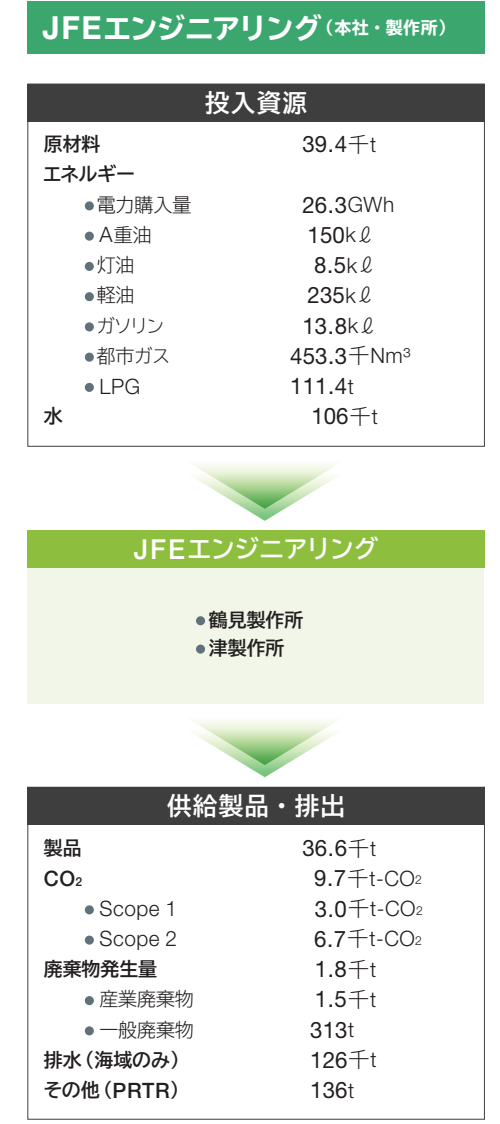 JFEエンジニアリング（本社・製作所）
投入資源
原材料 39.4千t
エネルギー
●電力購入量 26.3GWh
●A重油 150kℓ
●灯油 8.5kℓ
●軽油 235kℓ
●ガソリン 13.8kℓ
●都市ガス 453.3千Nm³
●LPG 111.4t
水 106千t
JFEエンジニアリング
●鶴見製作所
●津製作所
供給製品・排出
製品 36.6千t
CO₂ 9.7千t-CO₂
●Scope 1 3.0千t-CO₂
●Scope 2 6.7千t-CO₂
廃棄物発生量 1.8千t
●産業廃棄物 1.5千t
●一般廃棄物 313t
排水（海域のみ） 126千t
その他（PRTR） 136t